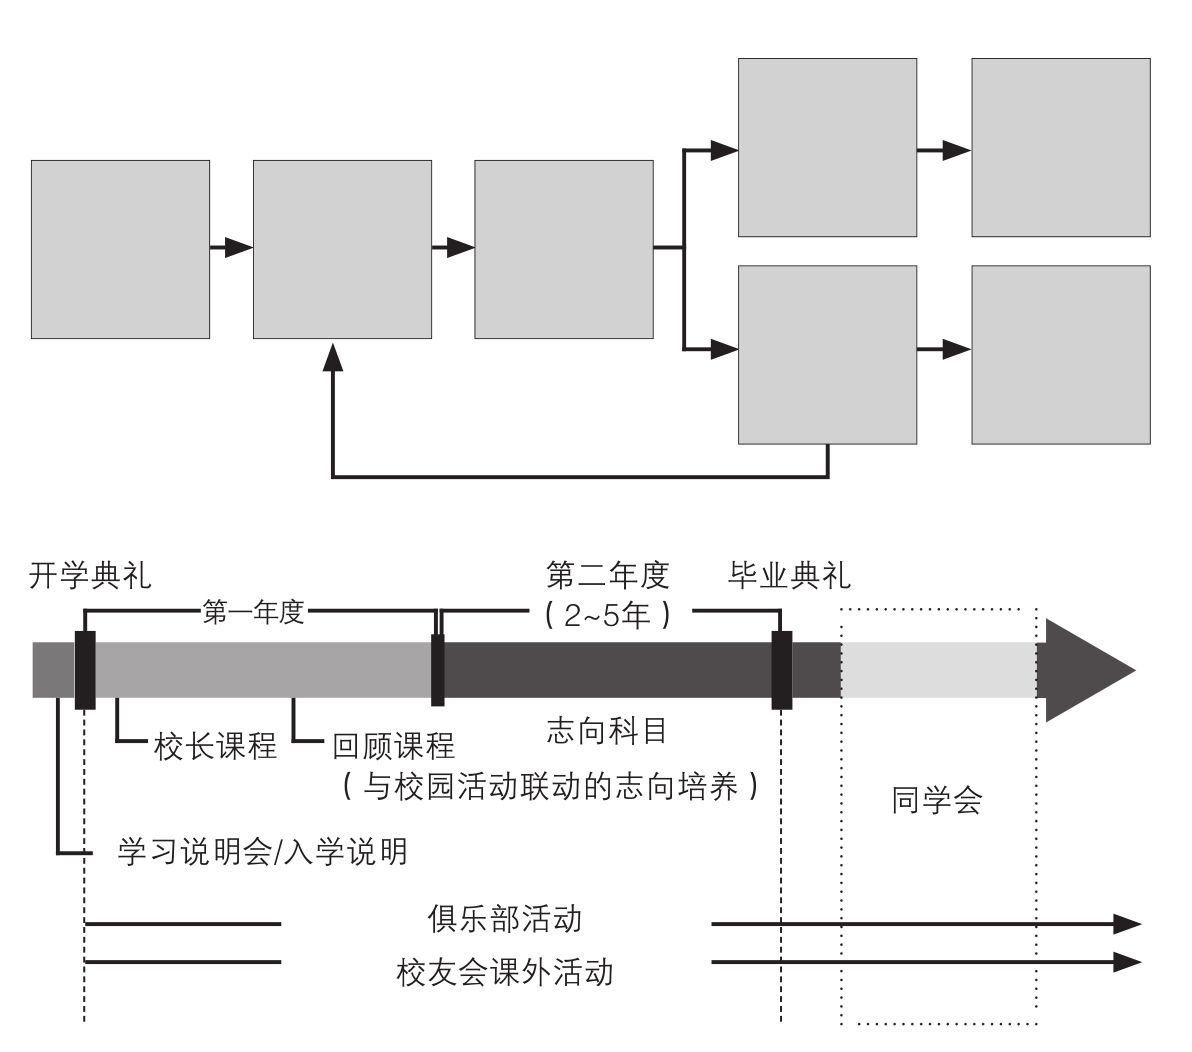 开学典礼
第一年度
第二年度
（2~5年）
毕业典礼
校长课程
回顾课程
志向科目
（与校园活动联动的志向培养）
同学会
学习说明会/入学说明
俱乐部活动
校友会课外活动